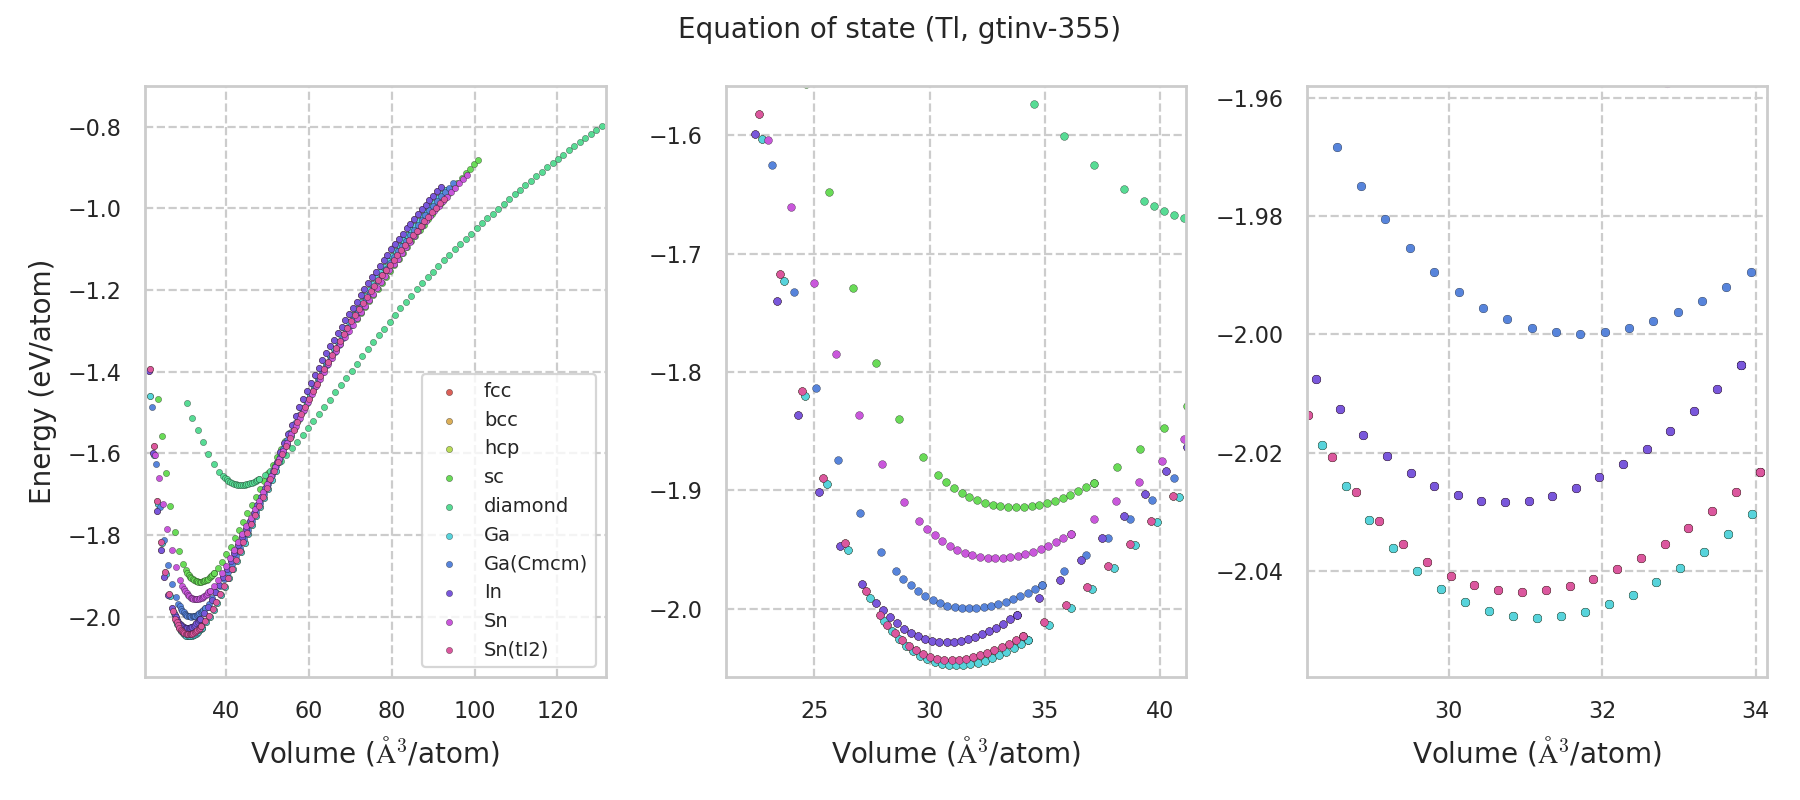 Equation of state (Tl, gtinv-355)
Energy (eV/atom)
−0.8
−1.0
−1.2
−1.4
−1.6
−1.8
−2.0
40
60
80
100
120
Volume (Å³/atom)
fcc
bcc
hcp
sc
diamond
Ga
Ga(Cmcm)
In
Sn
Sn(tI2)
−1.6
−1.7
−1.8
−1.9
−2.0
25
30
35
40
Volume (Å³/atom)
−1.96
−1.98
−2.00
−2.02
−2.04
30
32
34
Volume (Å³/atom)